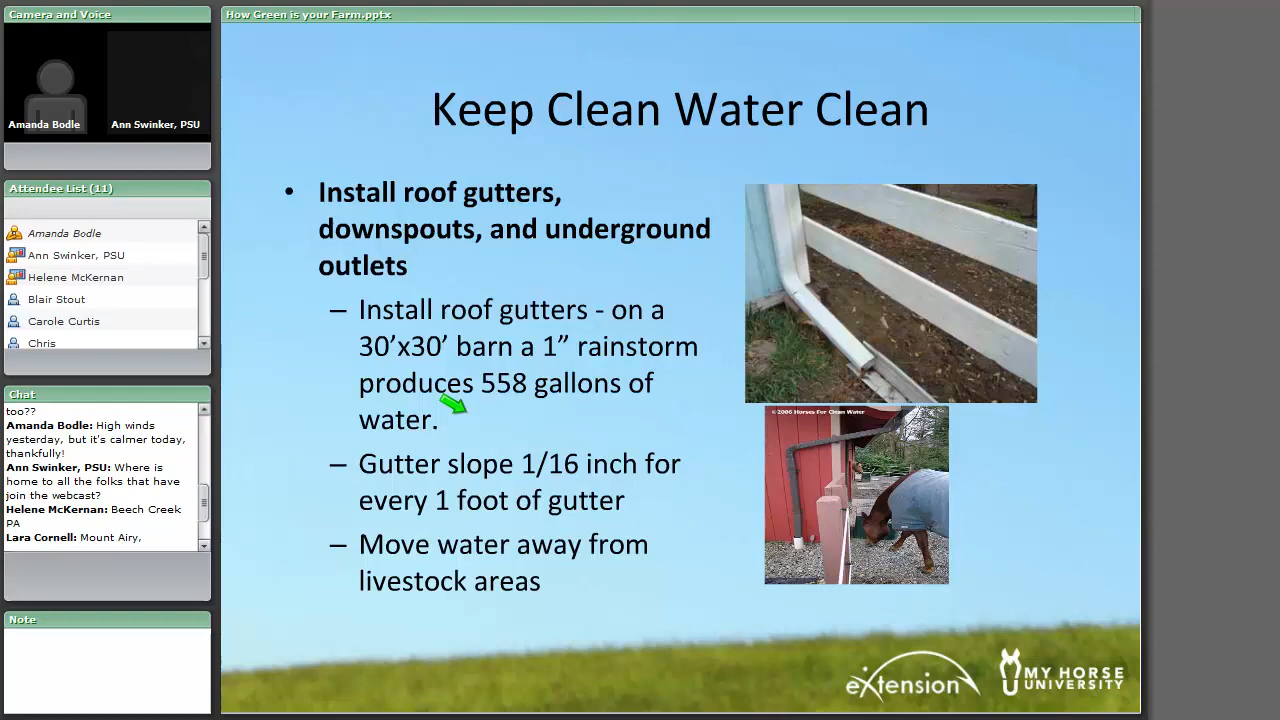 Camera and Voice
Amanda Bodle
Ann Swinker, PSU
Attendee List (11)
Amanda Bodle
Ann Swinker, PSU
Helene McKernan
Blair Stout
Carole Curtis
Chris
Chat
too??
Amanda Bodle: High winds
yesterday, but it's calmer today,
thankfully!
Ann Swinker, PSU: Where is
home to all the folks that have
join the webcast?
Helene McKernan: Beech Creek
PA
Lara Cornell: Mount Airy,
Note
How Green is your Farm.pptx
Keep Clean Water Clean
• Install roof gutters,
downspouts, and underground
outlets
– Install roof gutters - on a
30’x30’ barn a 1” rainstorm
produces 558 gallons of
water.
– Gutter slope 1/16 inch for
every 1 foot of gutter
– Move water away from
livestock areas
©2006 Horses For Clean Water
eXtension
MY HORSE
UNIVERSITY